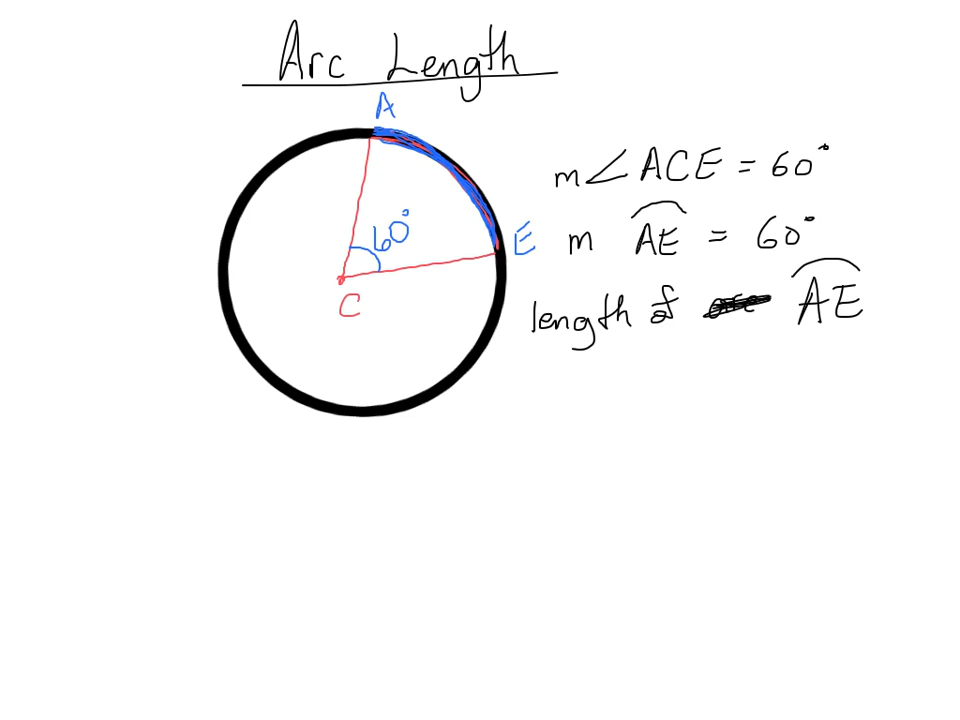 Arc Length
A
60°
C
E
m∠ACE = 60°
m AE = 60°
length of AE